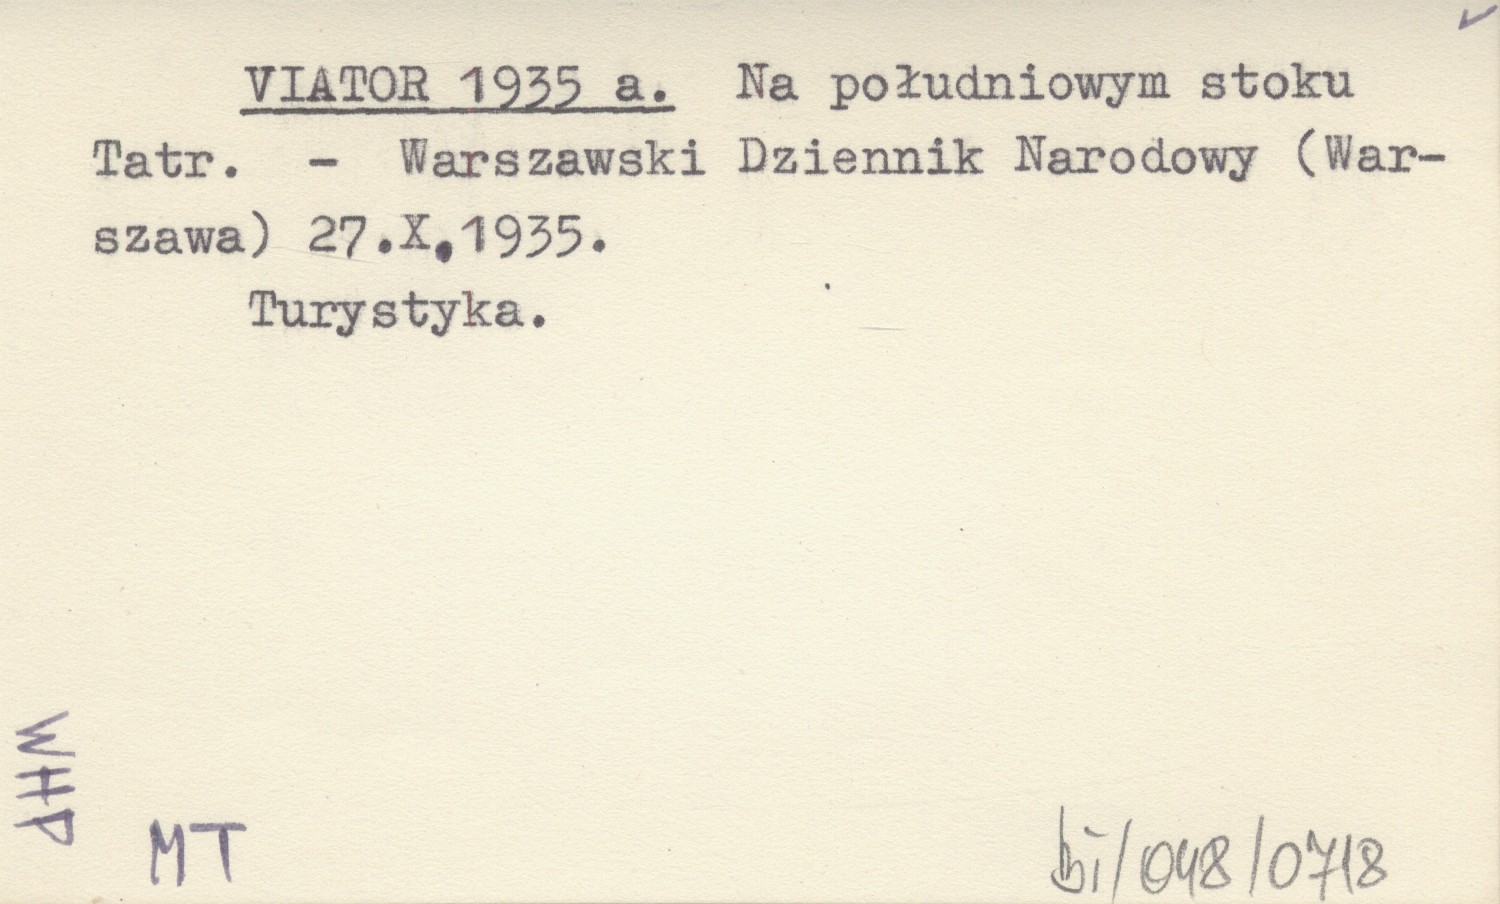 VIATOR 1935 a. Na południowym stoku
Tatr. - Warszawski Dziennik Narodowy (War-
szawa) 27.X.1935.
Turystyka.
WHP
MT
bi/048/0718